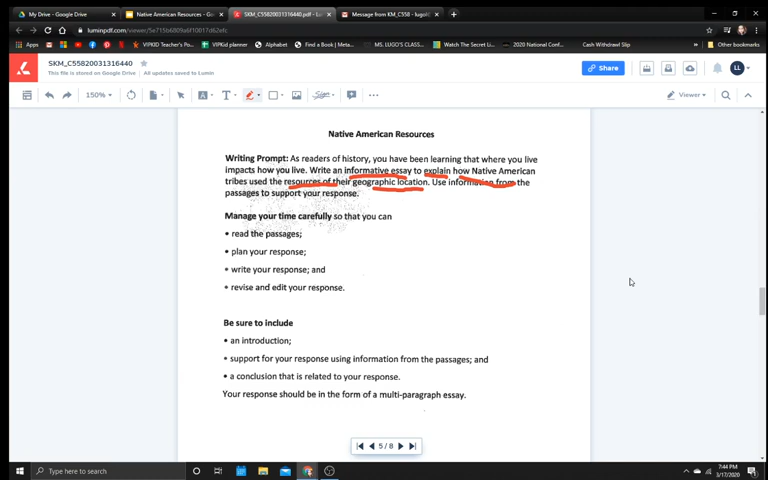 My Drive - Google Drive
Native American Resources - Goo
SKM_C55820031316440.pdf - Lum
Message from KM_C558 - lugol@
luminpdf.com/viewer/
Apps
VIPKID Teacher's Po...
VIPKid planner
Alphabet
Find a Book | Meta...
MS. LUGO'S CLASS...
Watch The Secret Li...
2020 National Conf...
Cash Withdrawal Slip
Other bookmarks
SKM_C55820031316440
This file is stored on Google Drive
All updates saved to Lumin
Share
LL
150%
Viewer
Native American Resources
Writing Prompt: As readers of history, you have been learning that where you live
impacts how you live. Write an informative essay to explain how Native American
tribes used the resources of their geographic location. Use information from the
passages to support your response.
Manage your time carefully so that you can
• read the passages;
• plan your response;
• write your response; and
• revise and edit your response.
Be sure to include
• an introduction;
• support for your response using information from the passages; and
• a conclusion that is related to your response.
Your response should be in the form of a multi-paragraph essay.
5 / 8
Type here to search
7:44 PM
3/17/2020